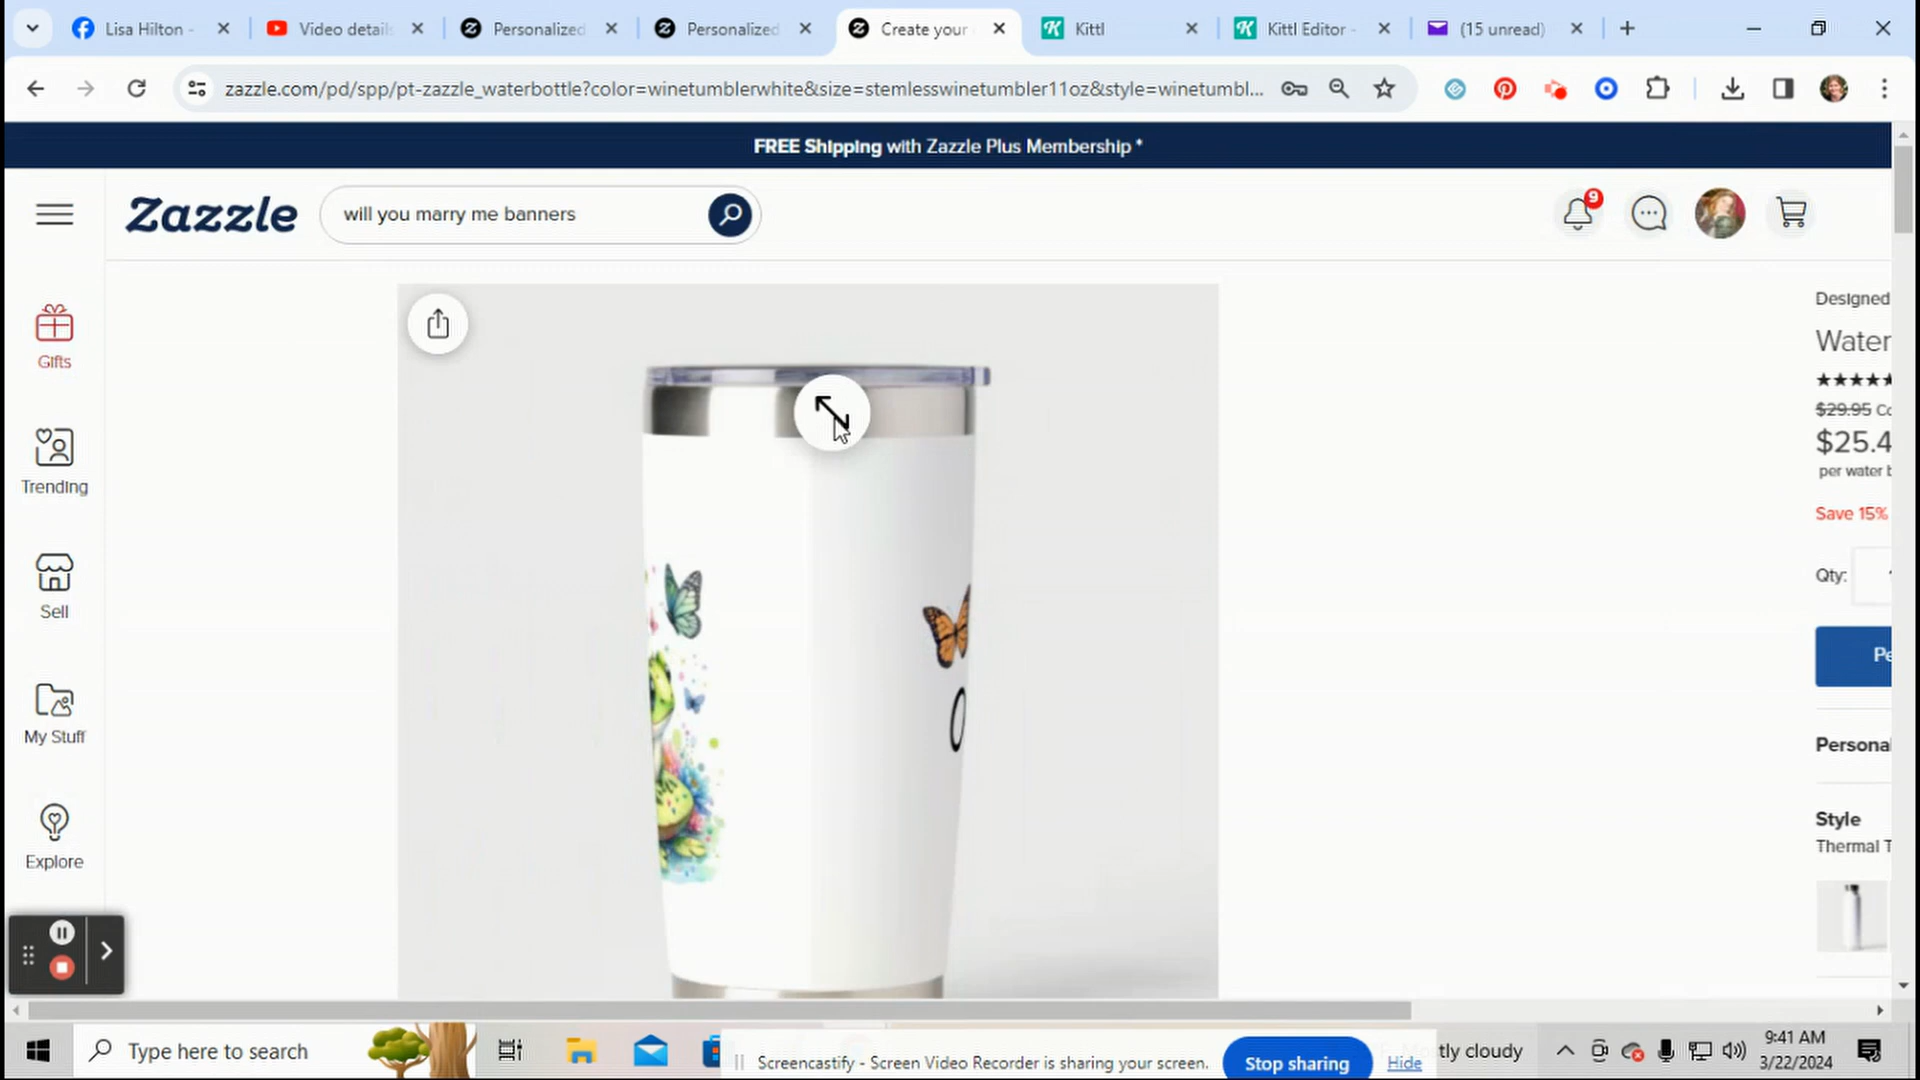 Lisa Hilton -
Video details
Personalized
Personalized
Create your
Kittl
Kittl Editor -
(15 unread)
zazzle.com/pd/spp/pt-zazzle_waterbottle?color=winetumblerwhite&size=stemlesswinetumbler11oz&style=winetumbl...
FREE Shipping with Zazzle Plus Membership *
Zazzle
will you marry me banners
9
Gifts
Trending
Sell
My Stuff
Explore
Designed
Water
$29.95
$25.4
per water b
Save 15%
Qty:
Personal
Style
Thermal T
O
Type here to search
Screencastify - Screen Video Recorder is sharing your screen.
Stop sharing
Hide
cloudy
9:41 AM
3/22/2024